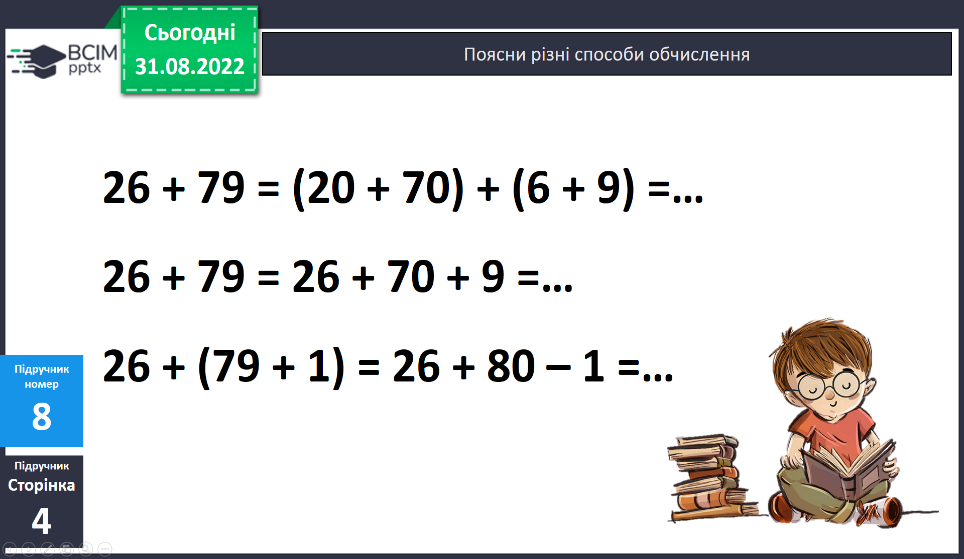 Сьогодні
31.08.2022
ВСІМ
pptx
Поясни різні способи обчислення
26 + 79 = (20 + 70) + (6 + 9) =...
26 + 79 = 26 + 70 + 9 =...
26 + (79 + 1) = 26 + 80 – 1 =...
Підручник
номер
8
Підручник
Сторінка
4